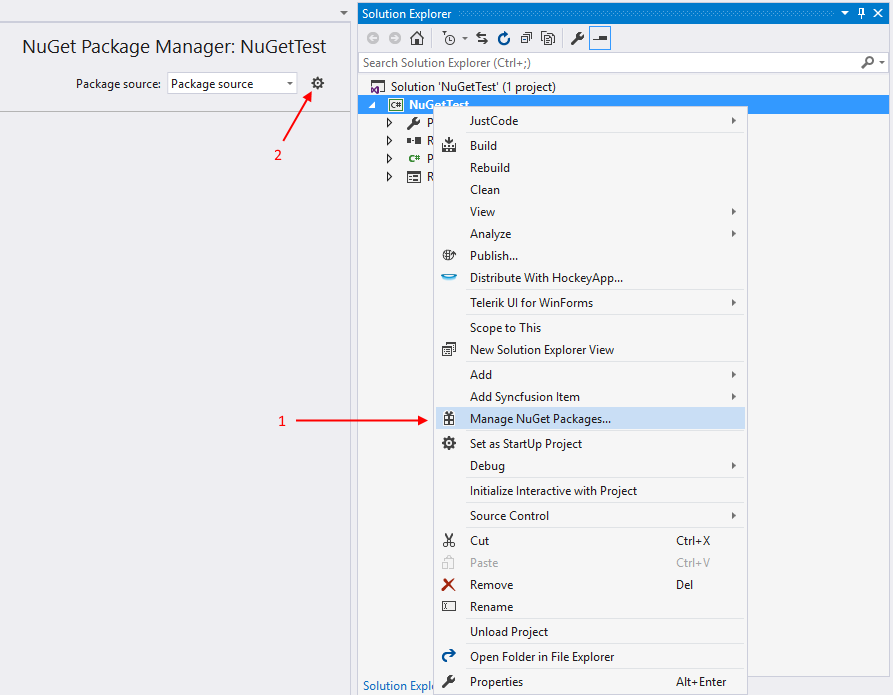 NuGet Package Manager: NuGetTest
Package source: Package source
2
1
Solution Explorer
Search Solution Explorer (Ctrl+;)
Solution 'NuGetTest' (1 project)
C# NuGetTest
P
R
C# P
R
JustCode
Build
Rebuild
Clean
View
Analyze
Publish...
Distribute With HockeyApp...
Telerik UI for WinForms
Scope to This
New Solution Explorer View
Add
Add Syncfusion Item
Manage NuGet Packages...
Set as StartUp Project
Debug
Initialize Interactive with Project
Source Control
Cut Ctrl+X
Paste Ctrl+V
Remove Del
Rename
Unload Project
Open Folder in File Explorer
Properties Alt+Enter
Solution Explo